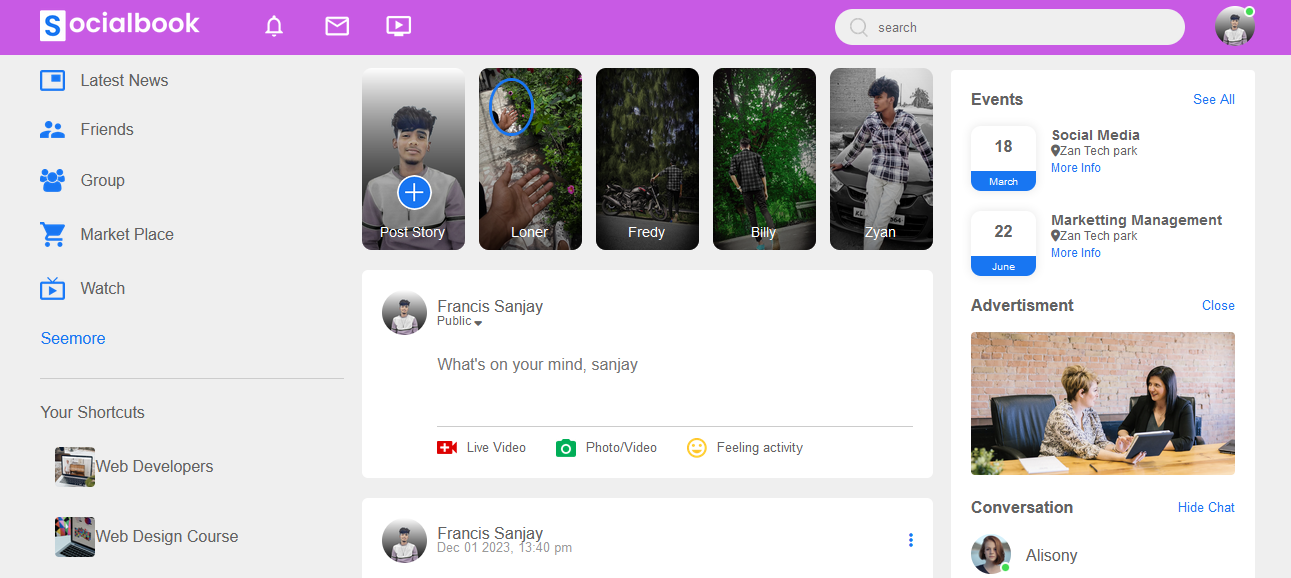 Socialbook
search
Latest News
Friends
Group
Market Place
Watch
Seemore
Your Shortcuts
Web Developers
Web Design Course
Post Story
Loner
Fredy
Billy
Zyan
Francis Sanjay
Public
What's on your mind, sanjay
Live Video
Photo/Video
Feeling activity
Francis Sanjay
Dec 01 2023, 13:40 pm
Events
See All
18
March
Social Media
Zan Tech park
More Info
22
June
Marketting Management
Zan Tech park
More Info
Advertisment
Close
Conversation
Hide Chat
Alisony